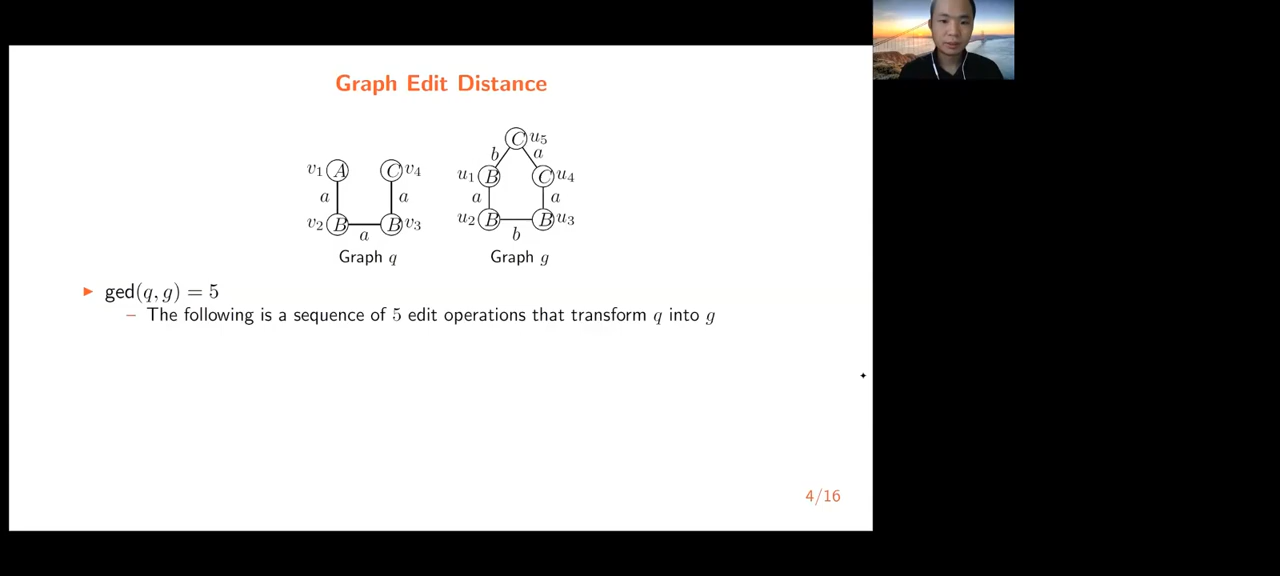 Graph Edit Distance
C u5
b a
v1 A C v4 u1 B C u4
a a a a
v2 B B v3 u2 B B u3
a b
Graph q Graph g
▶ ged(q, g) = 5
– The following is a sequence of 5 edit operations that transform q into g
4/16